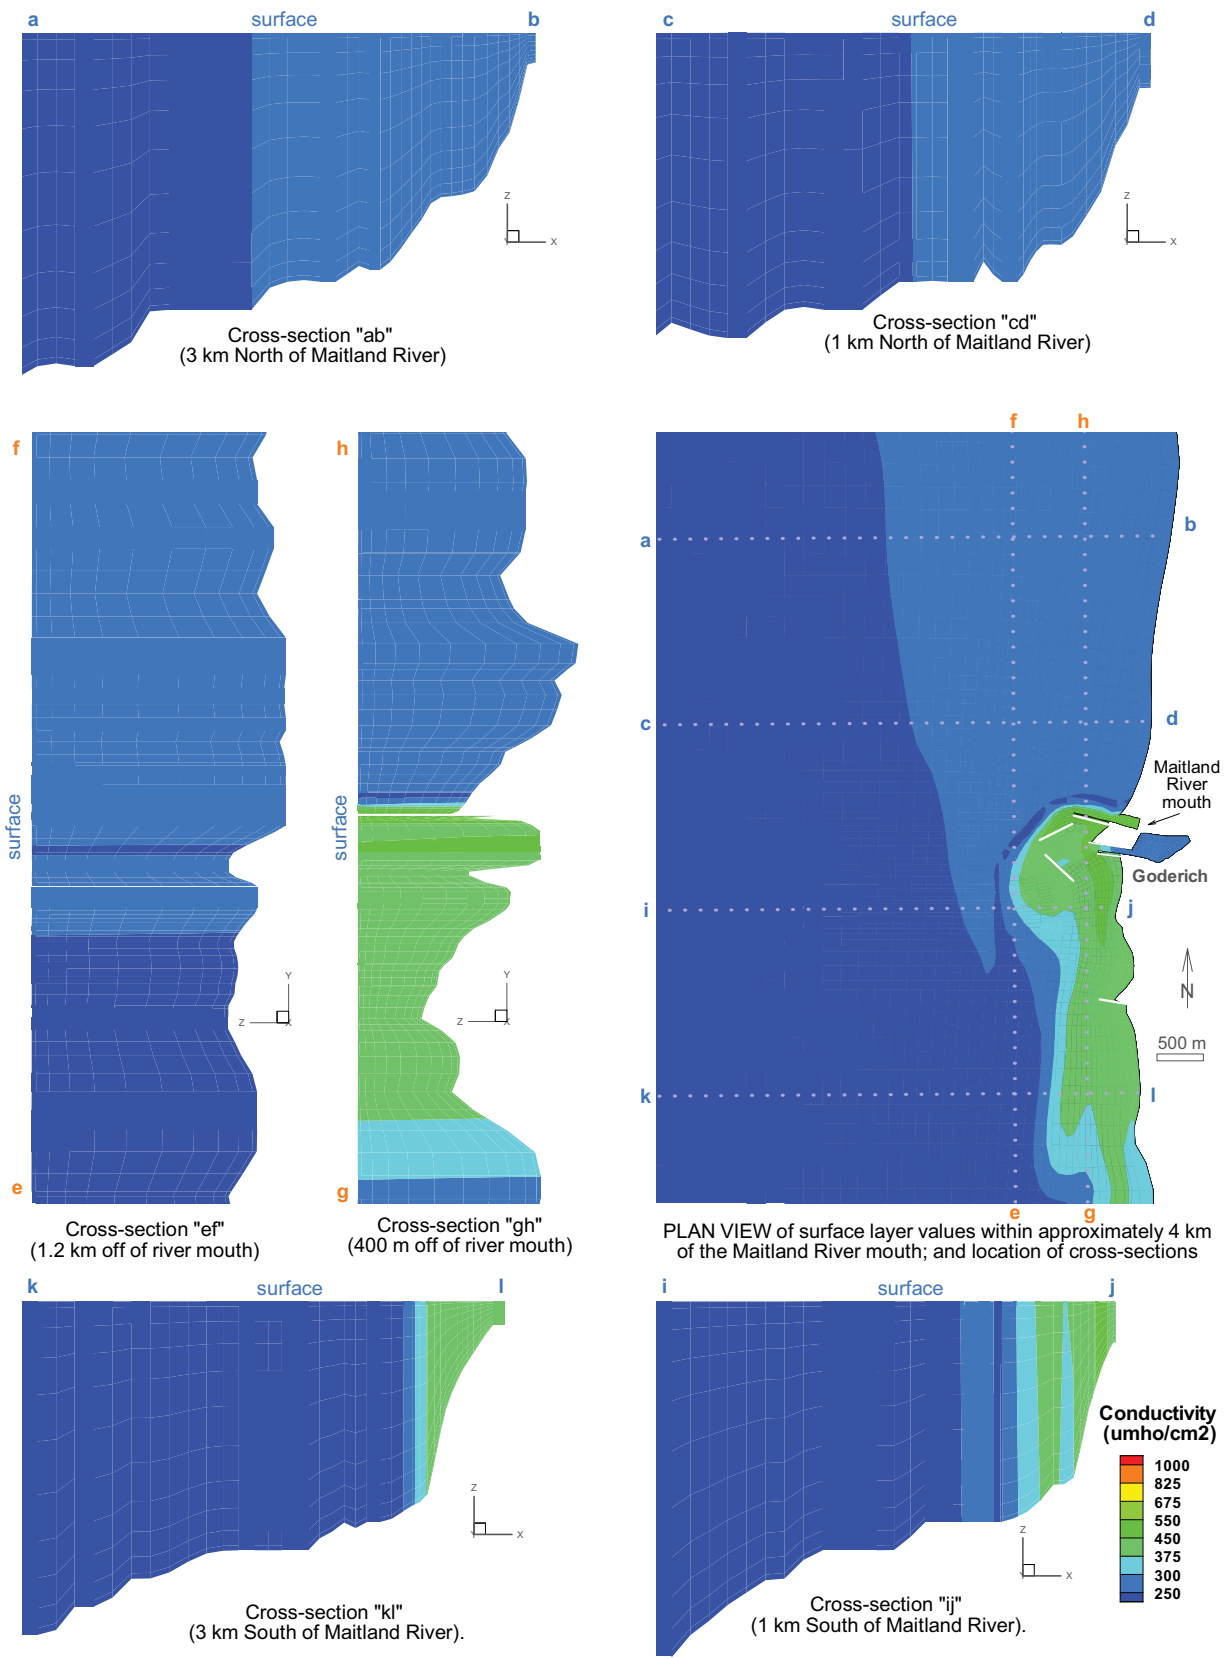 a surface b
c surface d
Z
X
Y
Z
X
Y
Cross-section "ab"
(3 km North of Maitland River)
Cross-section "cd"
(1 km North of Maitland River)
f
h
f h
b
a
d
c
surface
surface
Maitland
River
mouth
Goderich
i
j
N
500 m
Y
Z
X
Y
Z
X
k
l
e
g
e g
Cross-section "ef"
(1.2 km off of river mouth)
Cross-section "gh"
(400 m off of river mouth)
PLAN VIEW of surface layer values within approximately 4 km
of the Maitland River mouth; and location of cross-sections
k surface l
i surface j
Conductivity
(umho/cm2)
1000
825
675
550
450
375
300
250
Z
X
Y
Z
X
Y
Cross-section "kl"
(3 km South of Maitland River).
Cross-section "ij"
(1 km South of Maitland River).